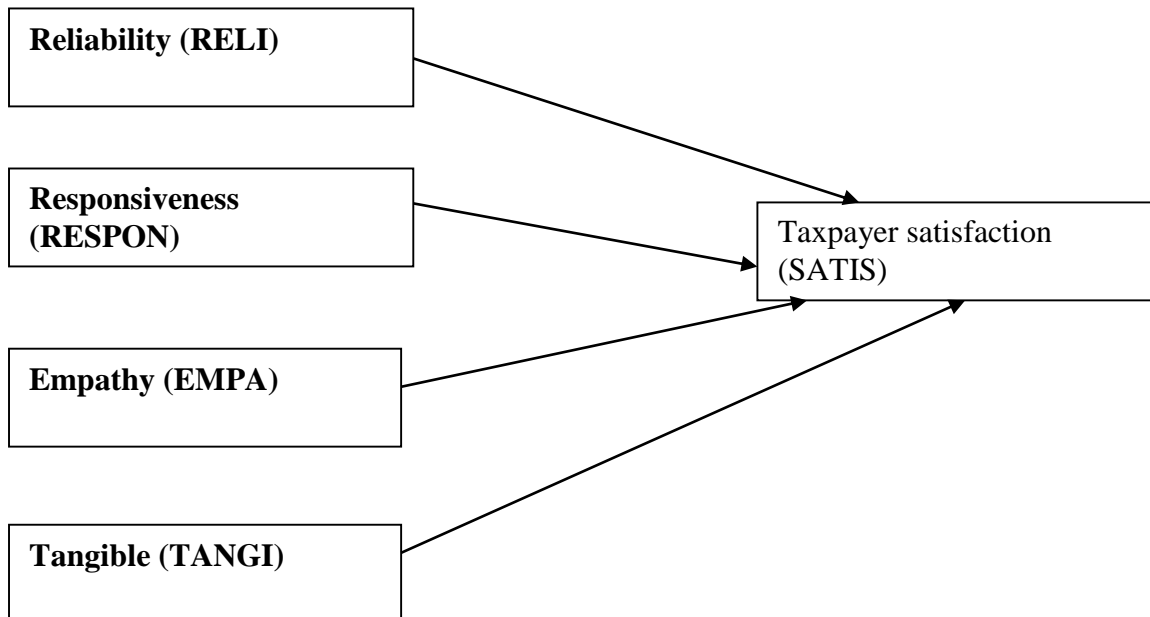 Reliability (RELI)
Responsiveness
(RESPON)
Taxpayer satisfaction
(SATIS)
Empathy (EMPA)
Tangible (TANGI)